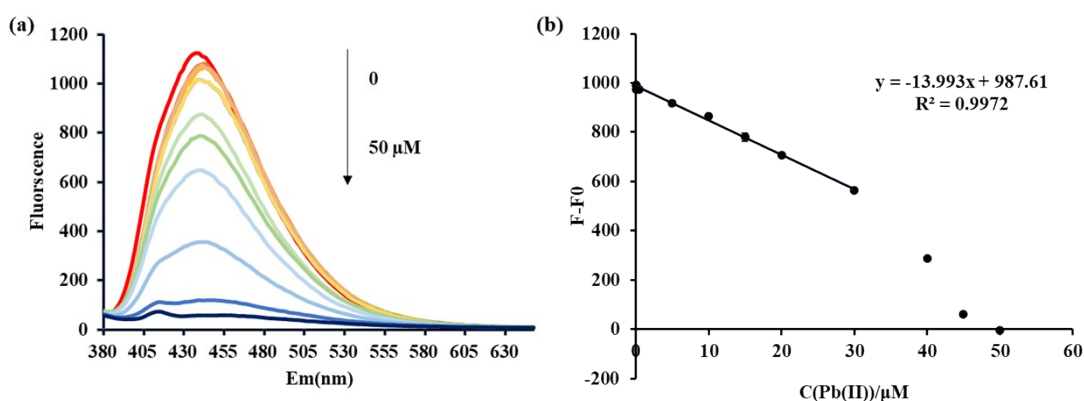 (a)
1200
1000
800
600
400
200
0
Fluorscence
380 405 430 455 480 505 530 555 580 605 630
Em(nm)
0
50 μM
(b)
1200
1000
800
600
400
200
0
-200
F-F0
0 10 20 30 40 50 60
C(Pb(II))/μM
y = -13.993x + 987.61
R² = 0.9972